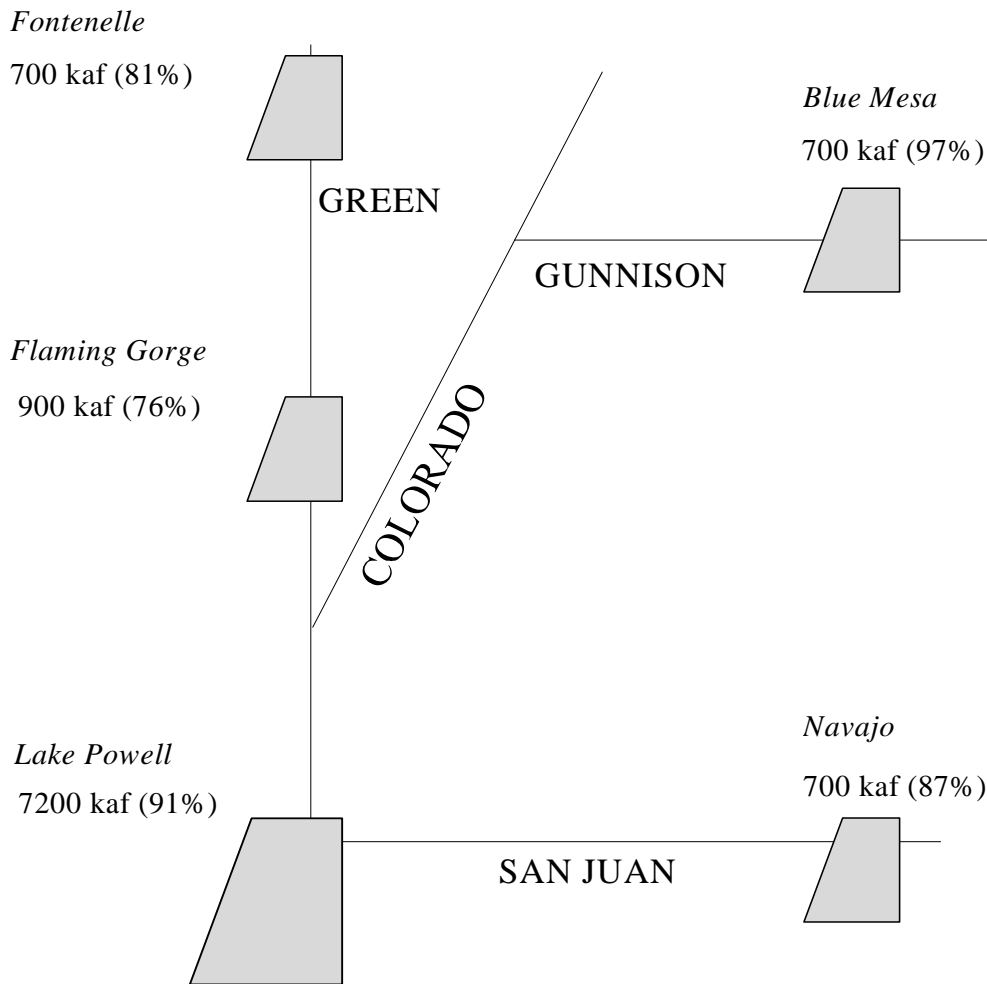 Fontenelle
700 kaf (81%)
Blue Mesa
700 kaf (97%)
GREEN
GUNNISON
Flaming Gorge
900 kaf (76%)
COLORADO
Lake Powell
7200 kaf (91%)
Navajo
700 kaf (87%)
SAN JUAN